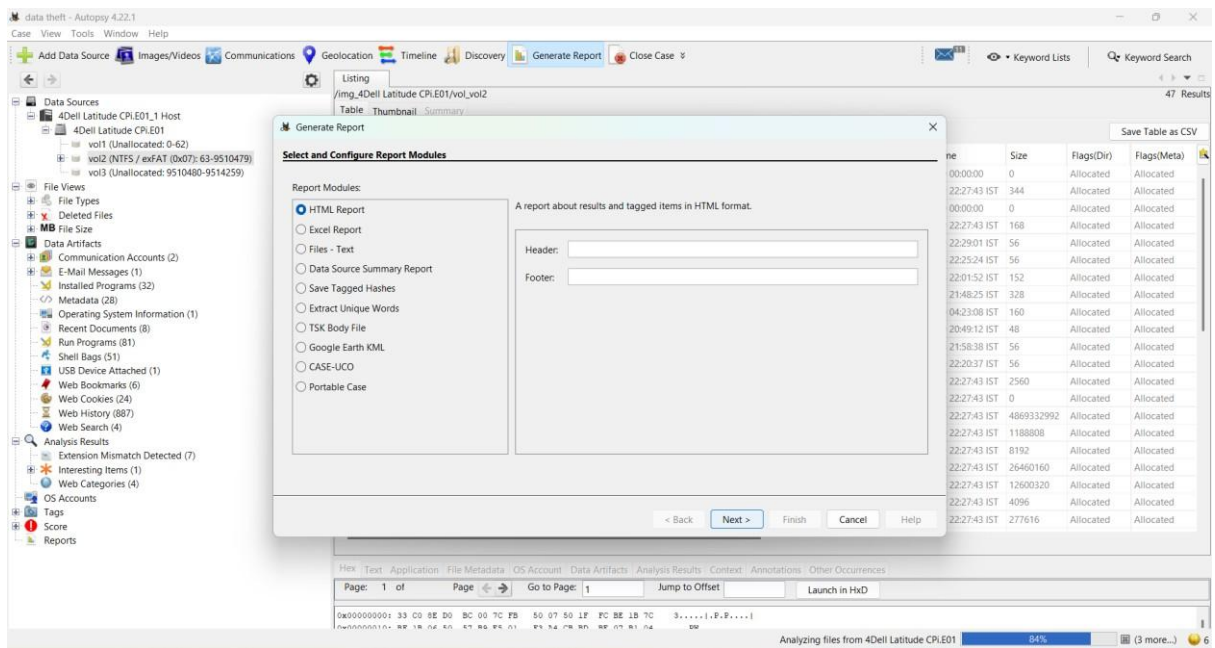 data theft - Autopsy 4.22.1
Case View Tools Window Help
Add Data Source Images/Videos Communications Geolocation Timeline Discovery Generate Report Close Case 11 Keyword Lists Keyword Search
Listing
/img_4Dell Latitude CPi.E01/vol_vol2
47 Results
Table Thumbnail Summary
Save Table as CSV
Data Sources
4Dell Latitude CPi.E01_1 Host
4Dell Latitude CPi.E01
vol1 (Unallocated: 0-62)
vol2 (NTFS / exFAT (0x07): 63-9510479)
vol3 (Unallocated: 9510480-9514259)
File Views
File Types
Deleted Files
MB File Size
Data Artifacts
Communication Accounts (2)
E-Mail Messages (1)
Installed Programs (32)
Metadata (28)
Operating System Information (1)
Recent Documents (8)
Run Programs (81)
Shell Bags (51)
USB Device Attached (1)
Web Bookmarks (6)
Web Cookies (24)
Web History (887)
Web Search (4)
Analysis Results
Extension Mismatch Detected (7)
Interesting Items (1)
Web Categories (4)
OS Accounts
Tags
Score
Reports
Generate Report
Select and Configure Report Modules
Report Modules:
HTML Report
Excel Report
Files - Text
Data Source Summary Report
Save Tagged Hashes
Extract Unique Words
TSK Body File
Google Earth KML
CASE-UCO
Portable Case
A report about results and tagged items in HTML format.
Header:
Footer:
< Back Next > Finish Cancel Help
me Size Flags(Dir) Flags(Meta)
00:00:00 0 Allocated Allocated
22:27:43 IST 344 Allocated Allocated
00:00:00 0 Allocated Allocated
22:27:43 IST 168 Allocated Allocated
22:29:01 IST 56 Allocated Allocated
22:25:24 IST 56 Allocated Allocated
22:01:52 IST 152 Allocated Allocated
21:48:25 IST 328 Allocated Allocated
04:23:08 IST 160 Allocated Allocated
20:49:12 IST 48 Allocated Allocated
21:58:38 IST 56 Allocated Allocated
22:20:37 IST 56 Allocated Allocated
22:27:43 IST 2560 Allocated Allocated
22:27:43 IST 0 Allocated Allocated
22:27:43 IST 4869332992 Allocated Allocated
22:27:43 IST 1188808 Allocated Allocated
22:27:43 IST 8192 Allocated Allocated
22:27:43 IST 26460160 Allocated Allocated
22:27:43 IST 12600320 Allocated Allocated
22:27:43 IST 4096 Allocated Allocated
22:27:43 IST 277616 Allocated Allocated
Hex Text Application File Metadata OS Account Data Artifacts Analysis Results Context Annotations Other Occurrences
Page: 1 of Page Go to Page: 1 Jump to Offset Launch in HxD
0x00000000: 33 C0 8E D0 BC 00 7C FB 50 07 50 1F FC BE 1B 7C 3.....|.P.P....|
Analyzing files from 4Dell Latitude CPi.E01 84% (3 more...) 6